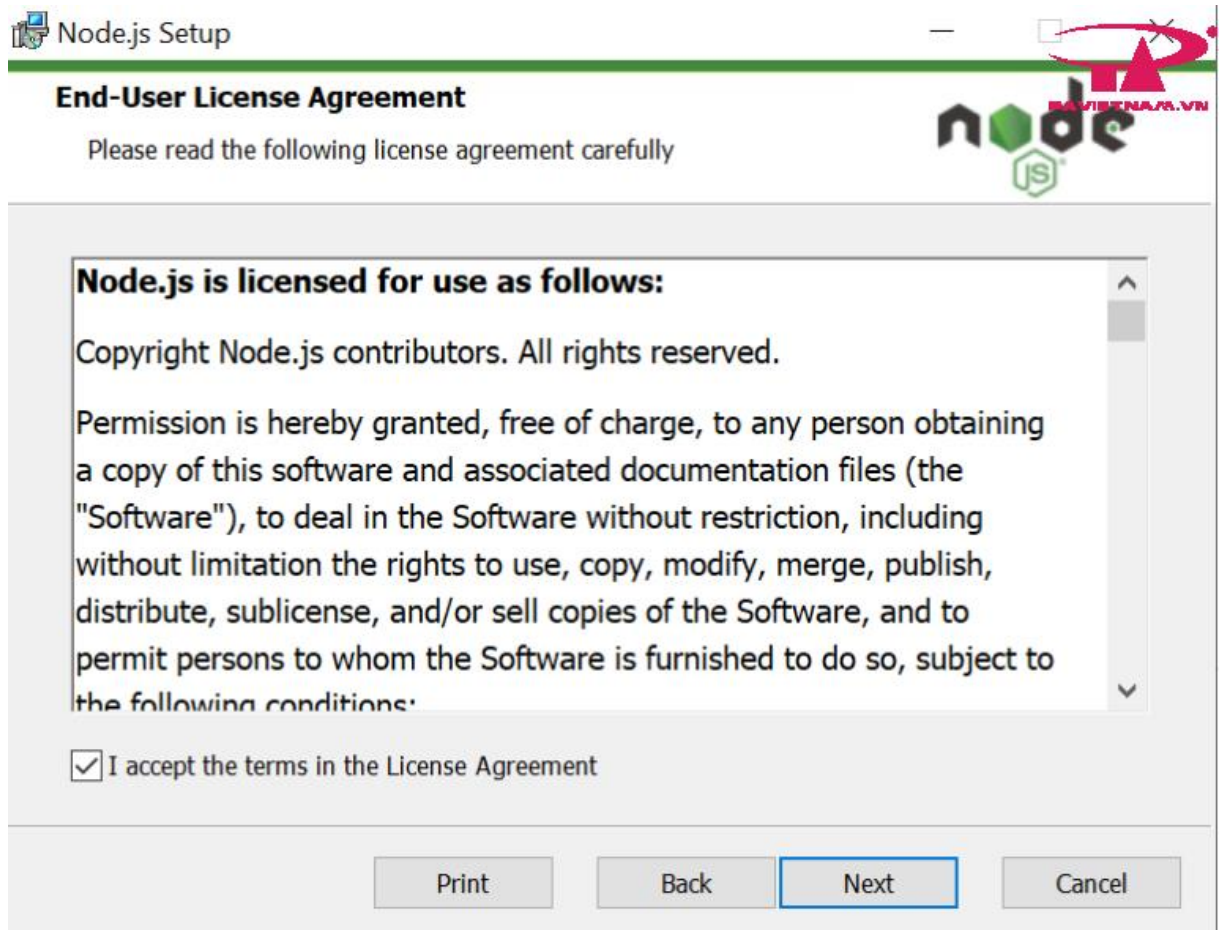 Node.js Setup
End-User License Agreement
Please read the following license agreement carefully
node
JS
PAVIETNAM.VN
Node.js is licensed for use as follows:
Copyright Node.js contributors. All rights reserved.
Permission is hereby granted, free of charge, to any person obtaining
a copy of this software and associated documentation files (the
"Software"), to deal in the Software without restriction, including
without limitation the rights to use, copy, modify, merge, publish,
distribute, sublicense, and/or sell copies of the Software, and to
permit persons to whom the Software is furnished to do so, subject to
the following conditions:
I accept the terms in the License Agreement
Print
Back
Next
Cancel